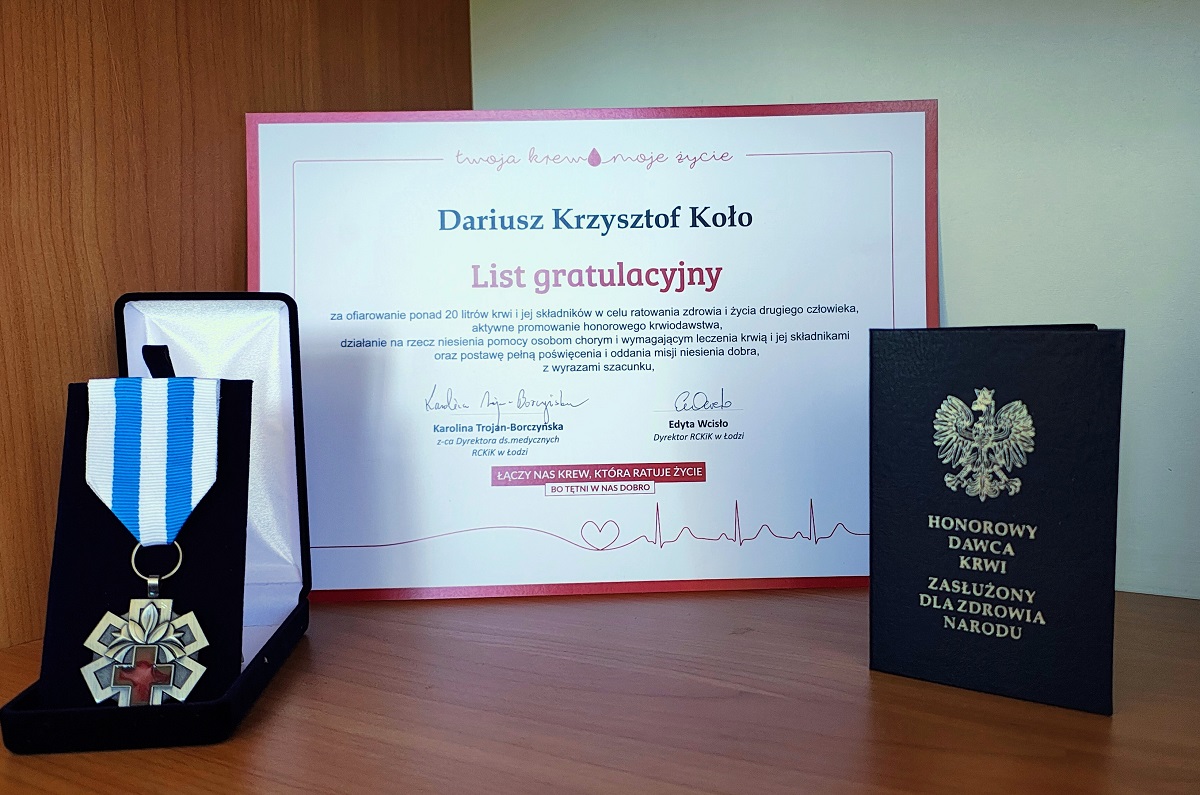 twoja krew moje życie
Dariusz Krzysztof Koło
List gratulacyjny
za ofiarowanie ponad 20 litrów krwi i jej składników w celu ratowania zdrowia i życia drugiego człowieka,
aktywne promowanie honorowego krwiodawstwa,
działanie na rzecz niesienia pomocy osobom chorym i wymagającym leczenia krwią i jej składnikami
oraz postawę pełną poświęcenia i oddania misji niesienia dobra,
z wyrazami szacunku,
Karolina Trojan-Borczyńska
z-ca Dyrektora ds.medycznych
RCKiK w Łodzi
Edyta Wcisło
Dyrektor RCKiK w Łodzi
ŁĄCZY NAS KREW, KTÓRA RATUJE ŻYCIE
BO TĘTNI W NAS DOBRO
HONOROWY
DAWCA
KRWI
ZASŁUŻONY
DLA ZDROWIA
NARODU